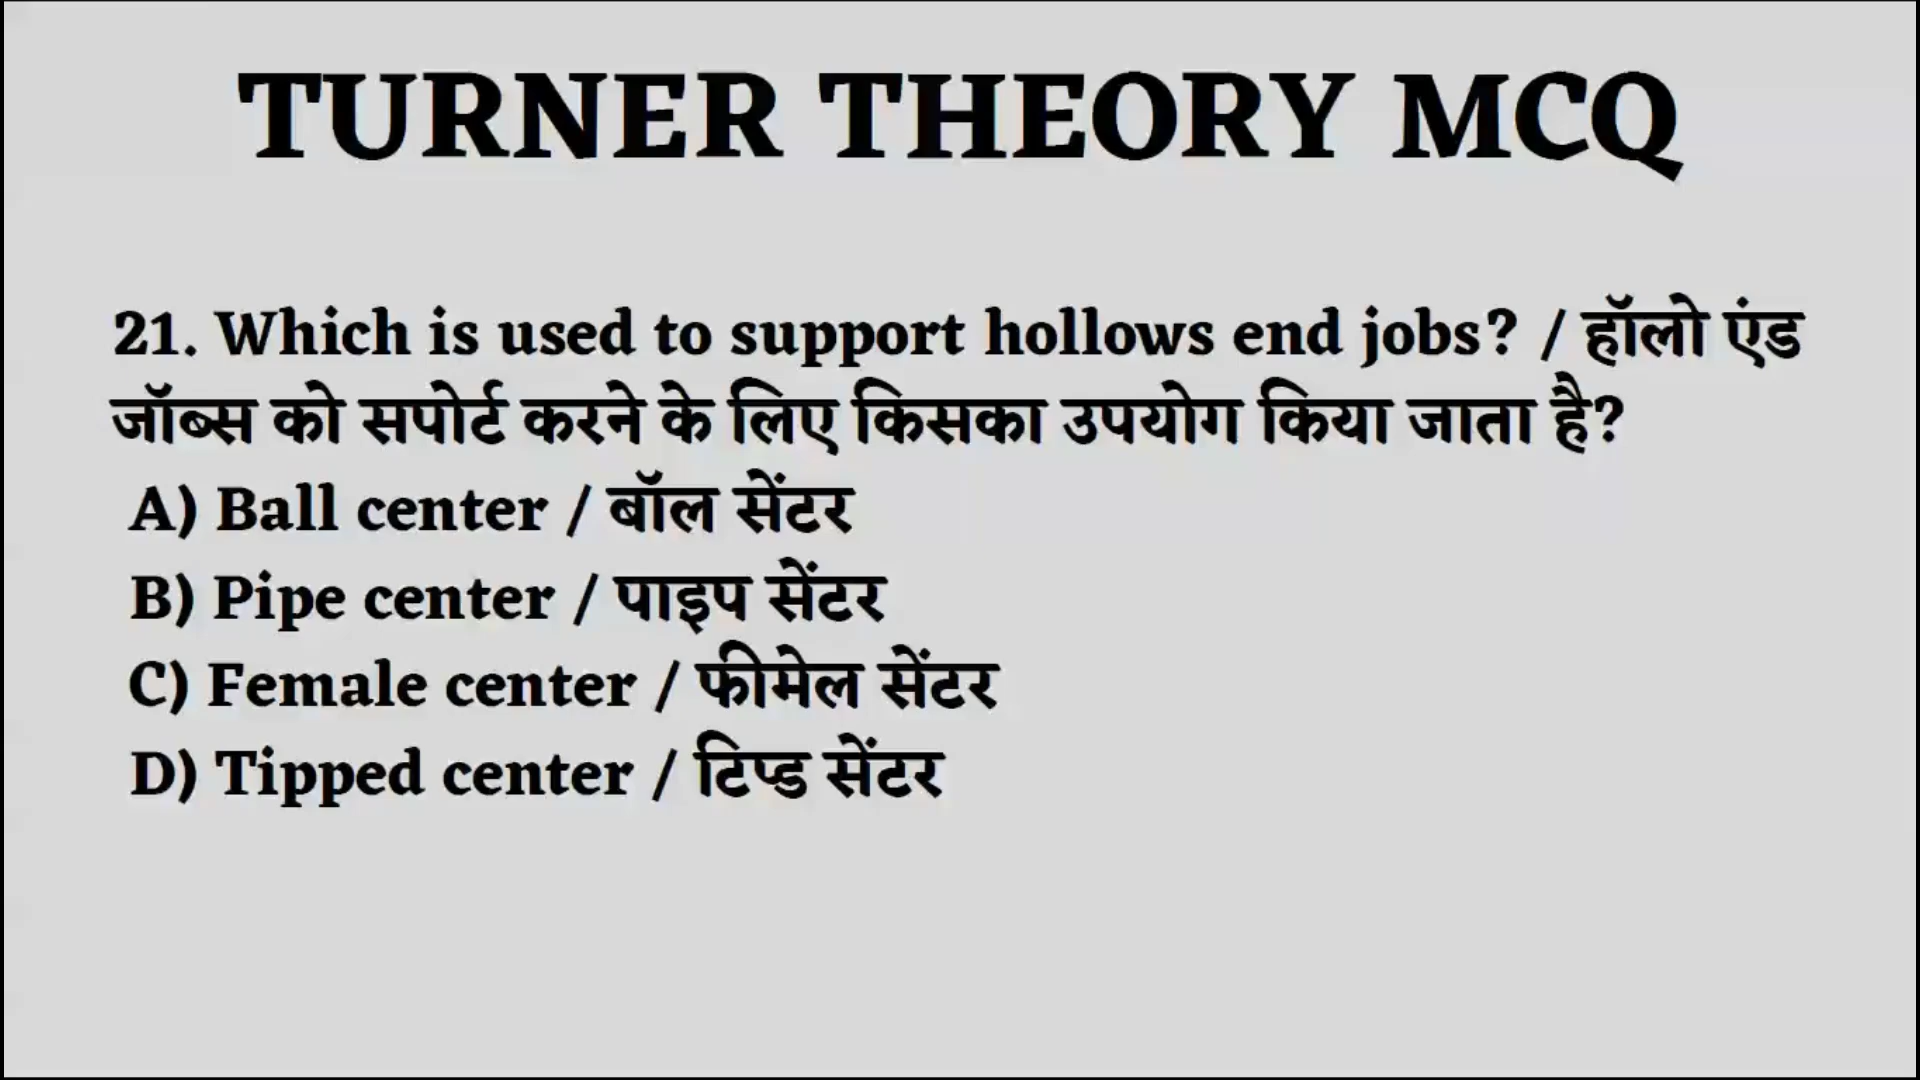 TURNER THEORY MCQ
21. Which is used to support hollows end jobs? / हॉलो एंड
जॉब्स को सपोर्ट करने के लिए किसका उपयोग किया जाता है?
A) Ball center / बॉल सेंटर
B) Pipe center / पाइप सेंटर
C) Female center / फीमेल सेंटर
D) Tipped center / टिप्ड सेंटर